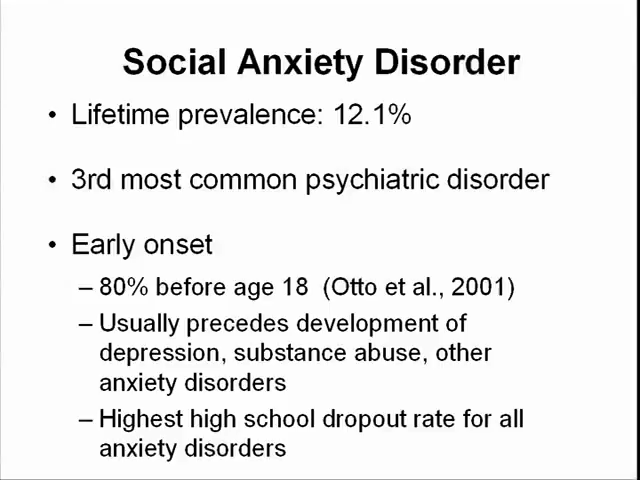 Social Anxiety Disorder
• Lifetime prevalence: 12.1%
• 3rd most common psychiatric disorder
• Early onset
– 80% before age 18  (Otto et al., 2001)
– Usually precedes development of
depression, substance abuse, other
anxiety disorders
– Highest high school dropout rate for all
anxiety disorders